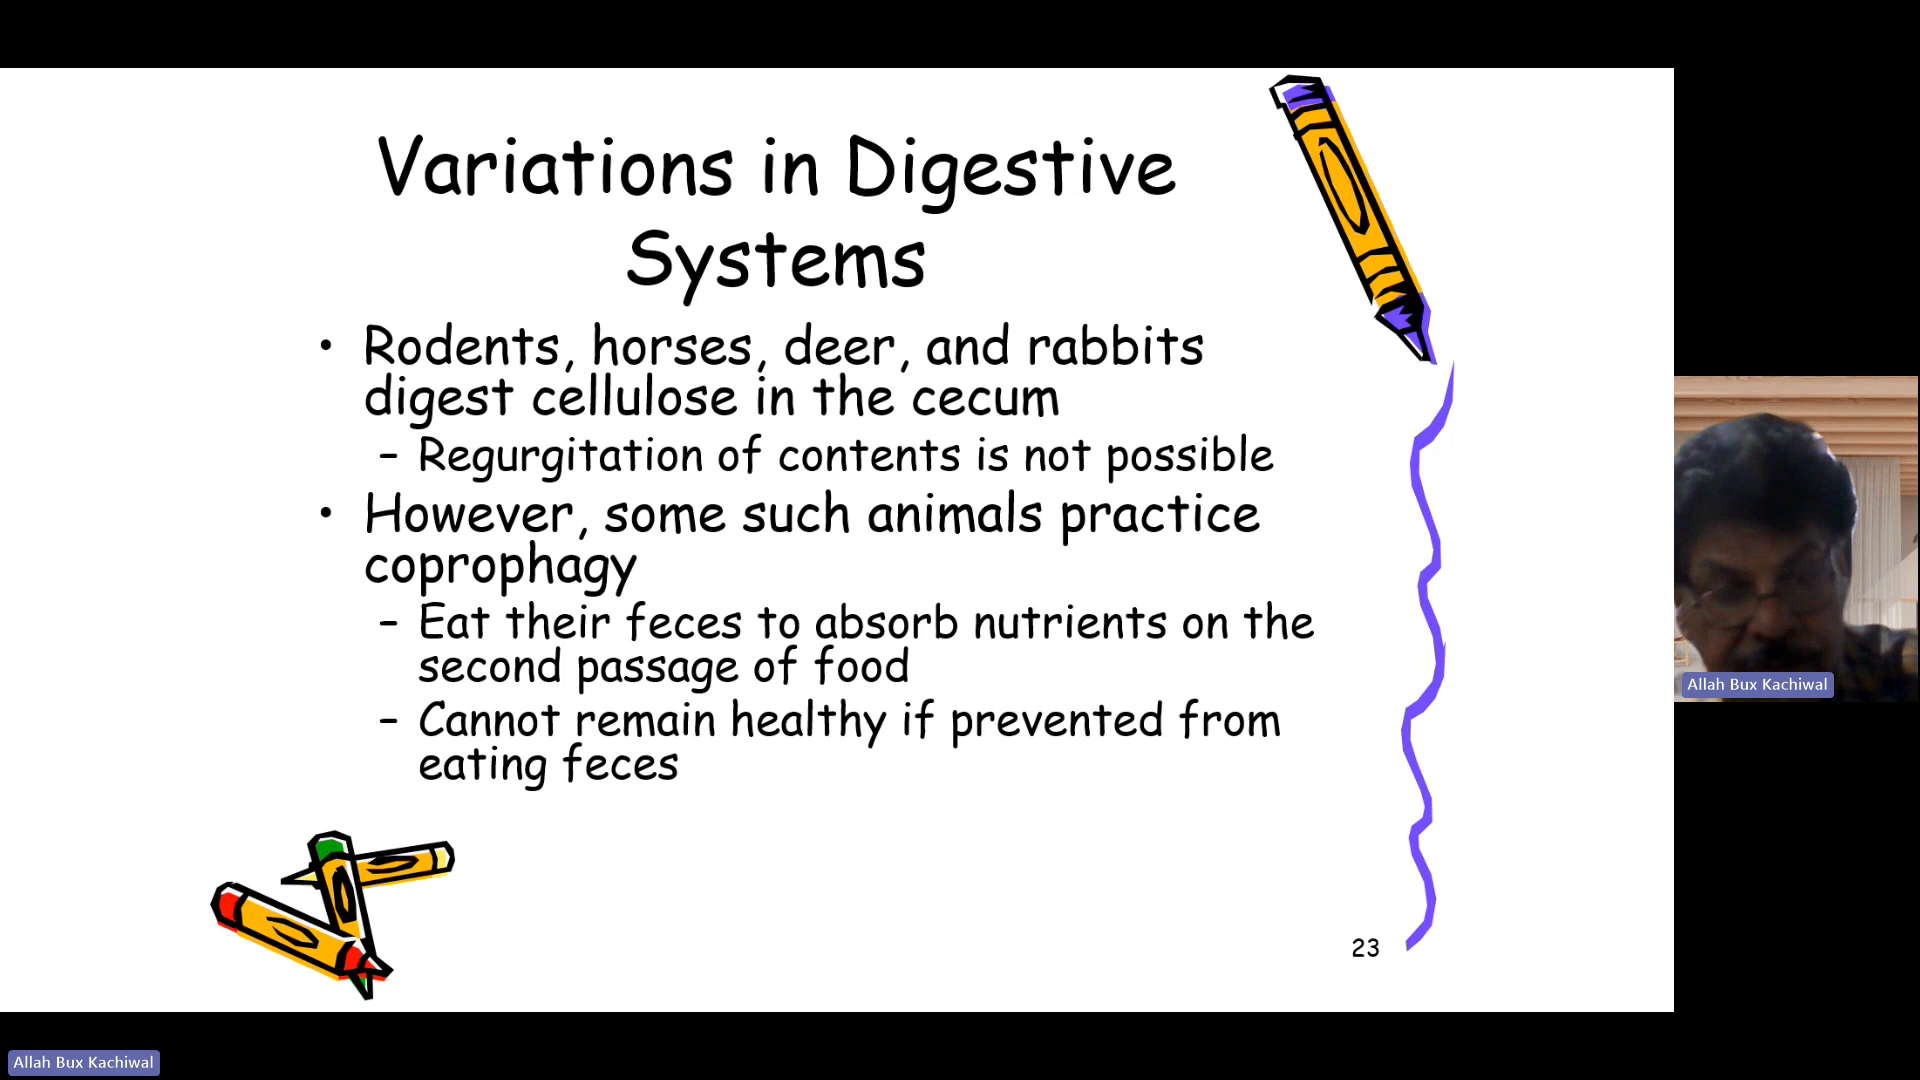 Variations in Digestive
Systems
• Rodents, horses, deer, and rabbits
digest cellulose in the cecum
– Regurgitation of contents is not possible
• However, some such animals practice
coprophagy
– Eat their feces to absorb nutrients on the
second passage of food
– Cannot remain healthy if prevented from
eating feces
23
Allah Bux Kachiwal
Allah Bux Kachiwal